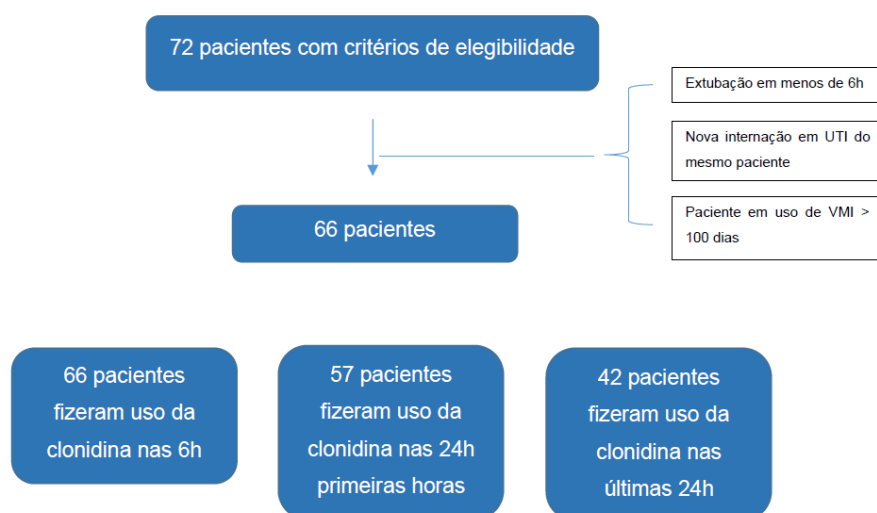 72 pacientes com critérios de elegibilidade
Extubação em menos de 6h
Nova internação em UTI do
mesmo paciente
Paciente em uso de VMI >
100 dias
66 pacientes
66 pacientes
fizeram uso da
clonidina nas 6h
57 pacientes
fizeram uso da
clonidina nas 24h
primeiras horas
42 pacientes
fizeram uso da
clonidina nas
últimas 24h